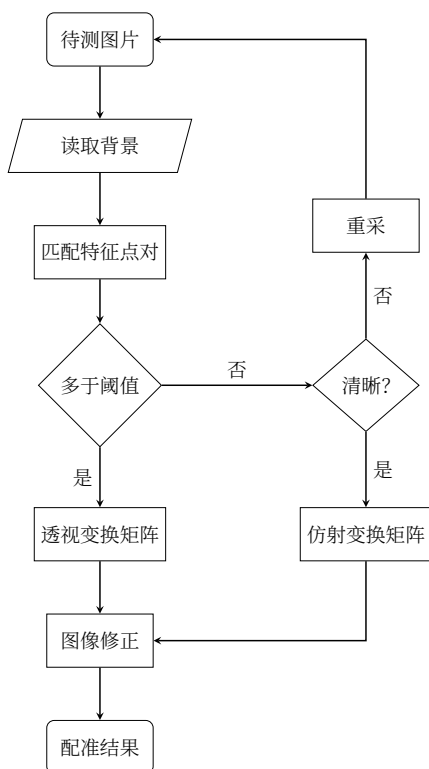 待测图片
读取背景
重采
匹配特征点对
否
多于阈值
否
清晰?
是
是
透视变换矩阵
仿射变换矩阵
图像修正
配准结果